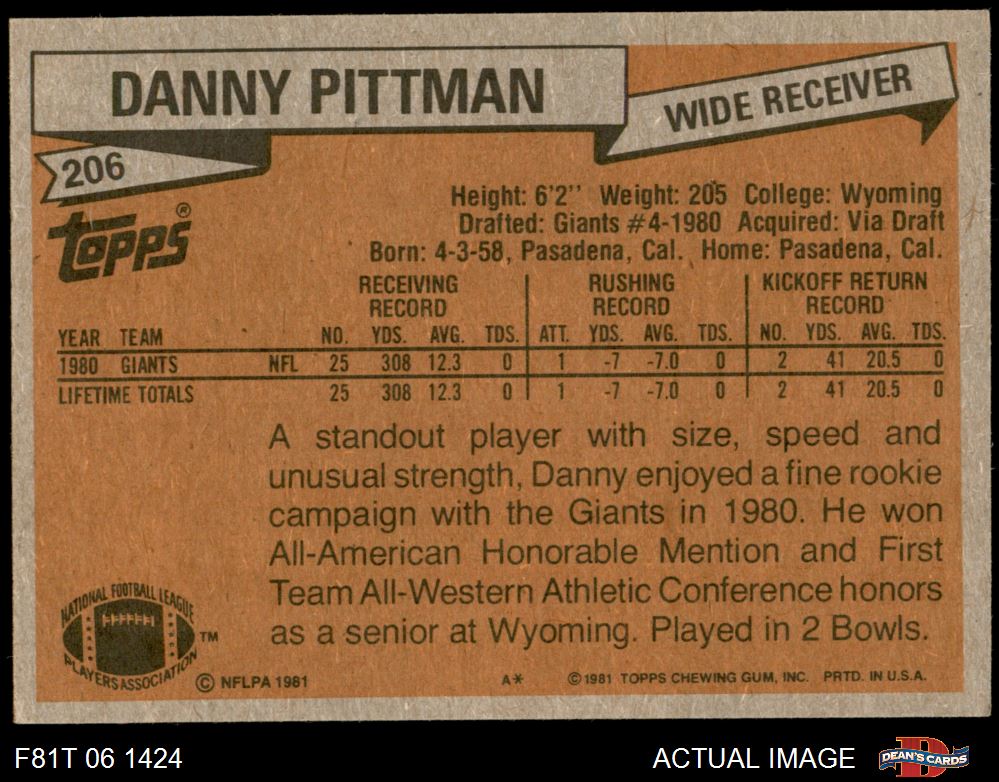 DANNY PITTMAN
WIDE RECEIVER
206
topps®
Height: 6'2'' Weight: 205 College: Wyoming
Drafted: Giants #4-1980 Acquired: Via Draft
Born: 4-3-58, Pasadena, Cal. Home: Pasadena, Cal.
RECEIVING RECORD RUSHING RECORD KICKOFF RETURN RECORD
YEAR TEAM NO. YDS. AVG. TDS. ATT. YDS. AVG. TDS. NO. YDS. AVG. TDS.
1980 GIANTS NFL 25 308 12.3 0 1 -7 -7.0 0 2 41 20.5 0
LIFETIME TOTALS 25 308 12.3 0 1 -7 -7.0 0 2 41 20.5 0
A standout player with size, speed and
unusual strength, Danny enjoyed a fine rookie
campaign with the Giants in 1980. He won
All-American Honorable Mention and First
Team All-Western Athletic Conference honors
as a senior at Wyoming. Played in 2 Bowls.
NATIONAL FOOTBALL LEAGUE
PLAYERS ASSOCIATION
TM
© NFLPA 1981 A* © 1981 TOPPS CHEWING GUM, INC. PRTD. IN U.S.A.
F81T 06 1424 ACTUAL IMAGE DEAN'S CARDS